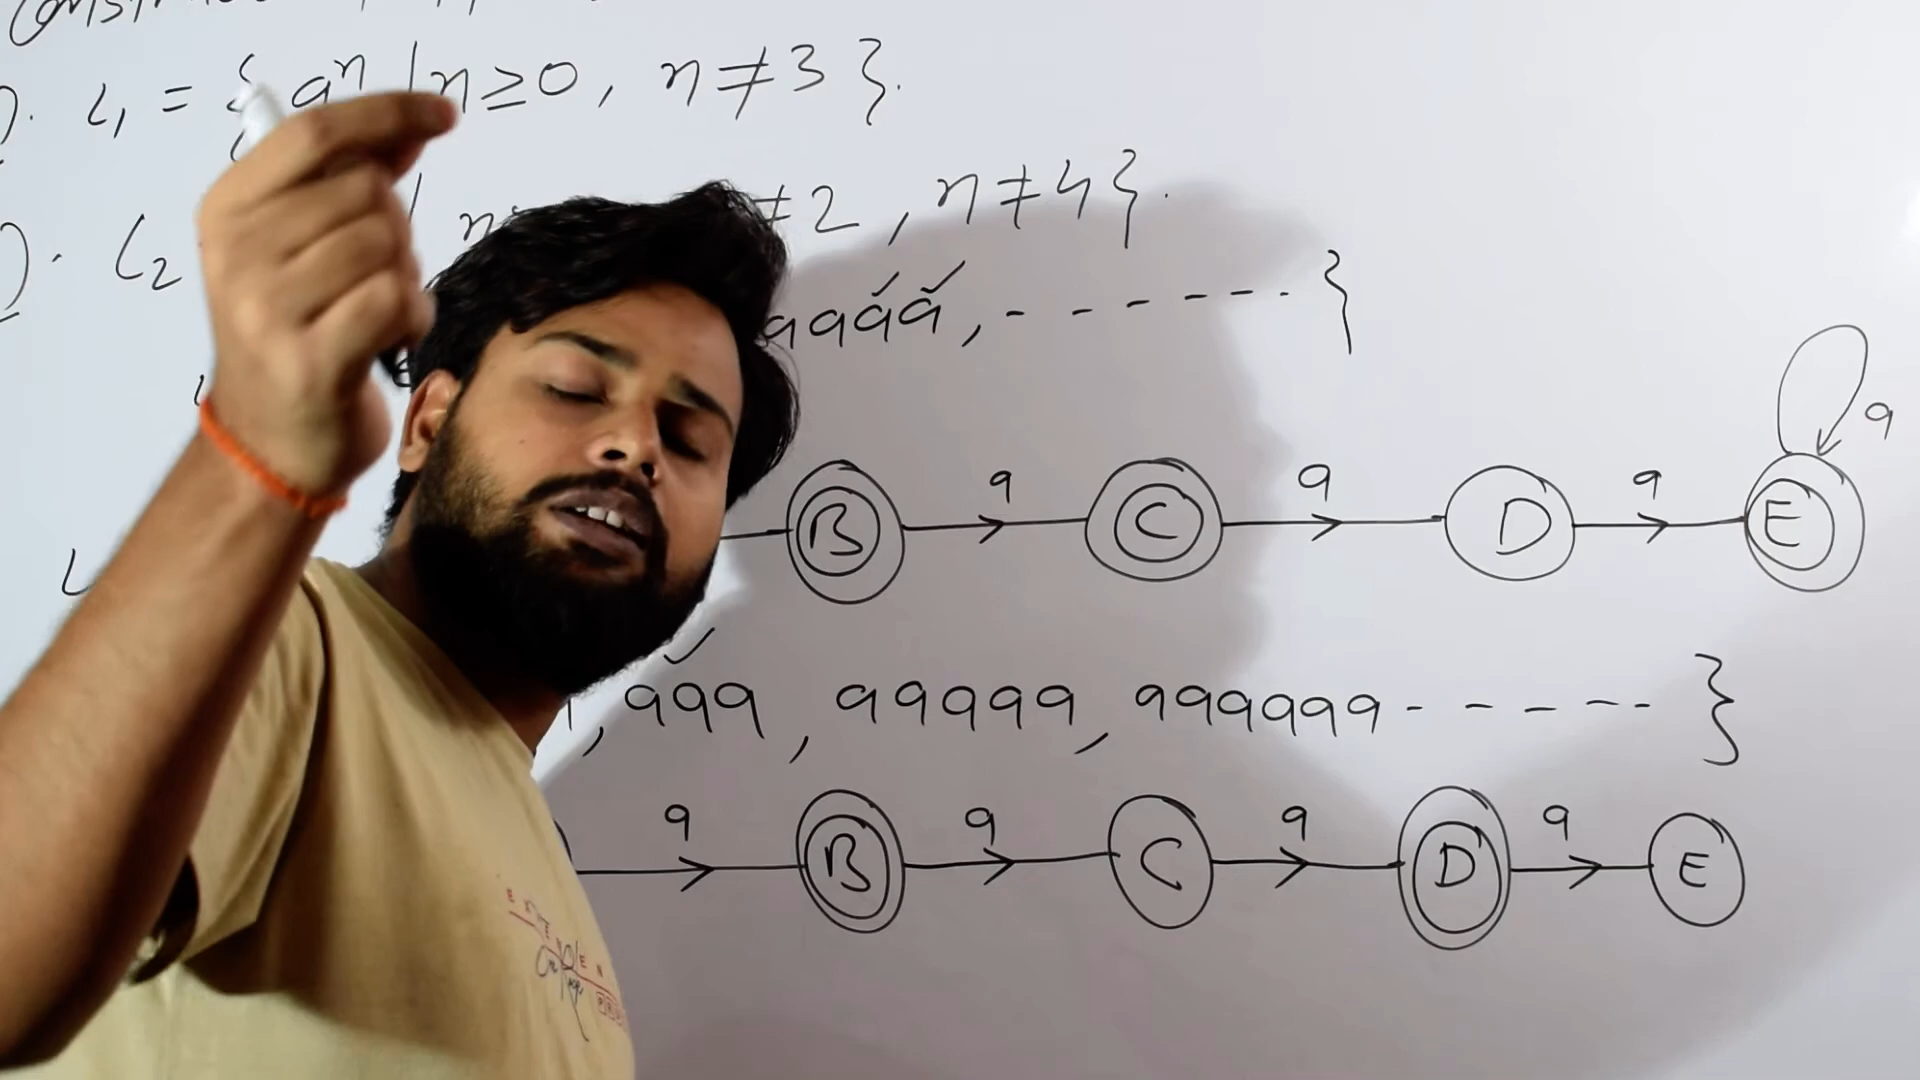 L₁ = { aⁿ | n ≥ 0, n ≠ 3 }.
L₂ n ≠ 2, n ≠ 4 }.
aaaa, - - - - - - }
a
a a a
B C D E
, aaa, aaaaa, aaaaaa - - - - - }
a a a a
B C D E